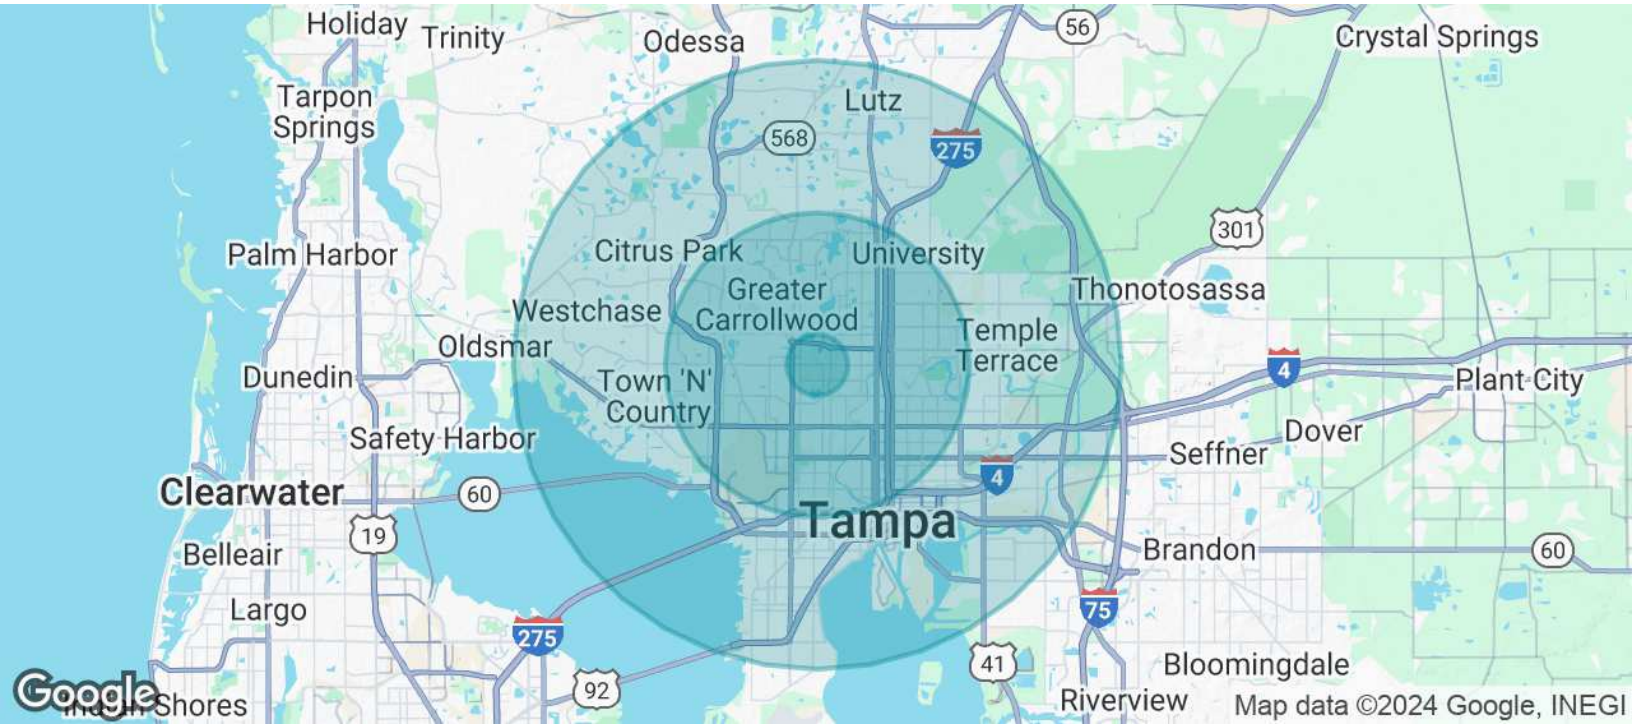 Holiday
Trinity
Odessa
56
Crystal Springs
Tarpon
Springs
Lutz
568
275
Palm Harbor
Citrus Park
University
301
Greater
Carrollwood
Westchase
Thonotosassa
Oldsmar
Temple
Terrace
Dunedin
Town 'N'
Country
4
Plant City
Safety Harbor
Dover
Seffner
Clearwater
60
4
19
Tampa
Belleair
Brandon
60
Largo
275
75
41
Bloomingdale
92
Riverview
Google
Shores
Map data ©2024 Google, INEGI